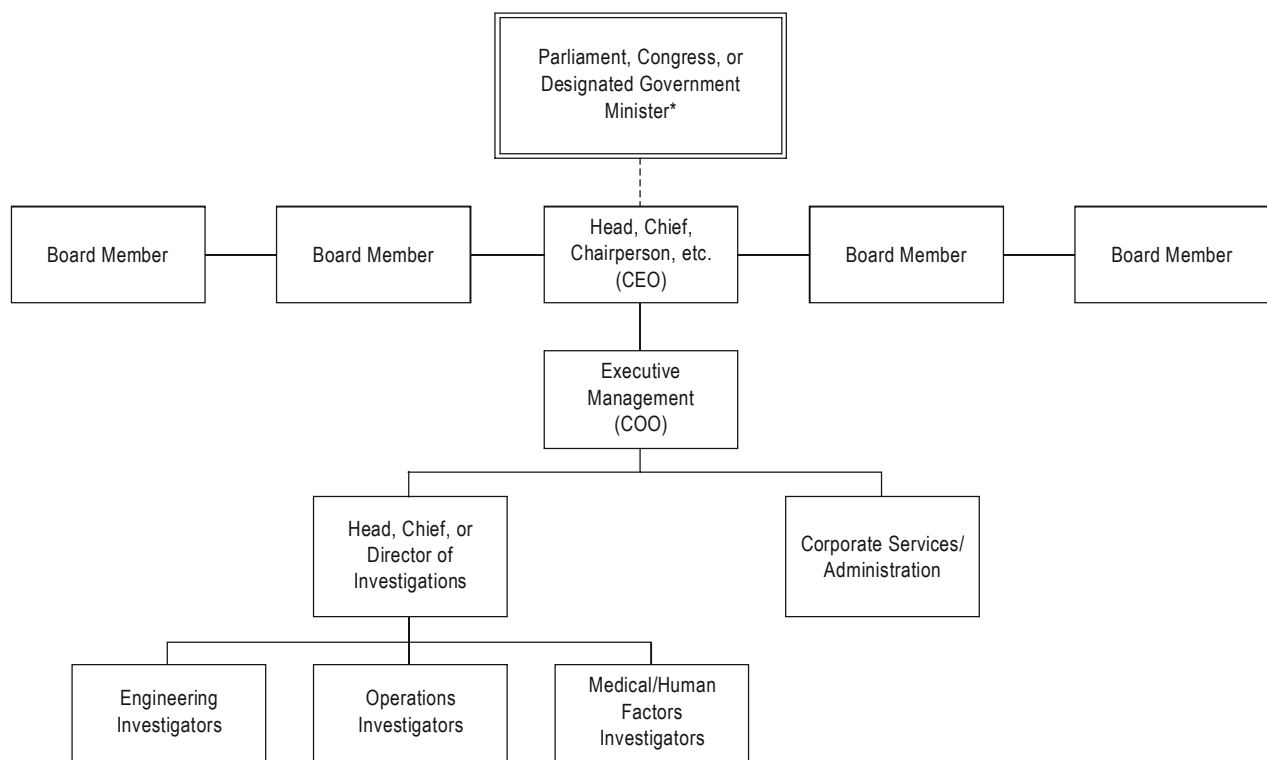 Parliament, Congress, or
Designated Government
Minister*
Board Member
Board Member
Head, Chief,
Chairperson, etc.
(CEO)
Board Member
Board Member
Executive
Management
(COO)
Head, Chief, or
Director of
Investigations
Corporate Services/
Administration
Engineering
Investigators
Operations
Investigators
Medical/Human
Factors
Investigators